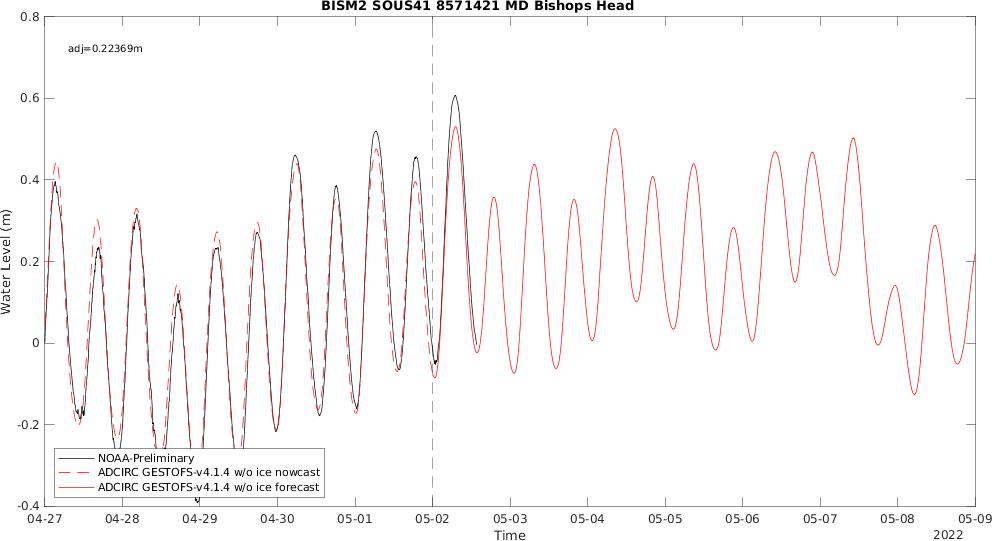 BISM2 SOUS41 8571421 MD Bishops Head
adj=0.22369m
Water Level (m)
0.8
0.6
0.4
0.2
0
-0.2
-0.4
NOAA-Preliminary
ADCIRC GESTOFS-v4.1.4 w/o ice nowcast
ADCIRC GESTOFS-v4.1.4 w/o ice forecast
04-27 04-28 04-29 04-30 05-01 05-02 05-03 05-04 05-05 05-06 05-07 05-08 05-09
Time
2022